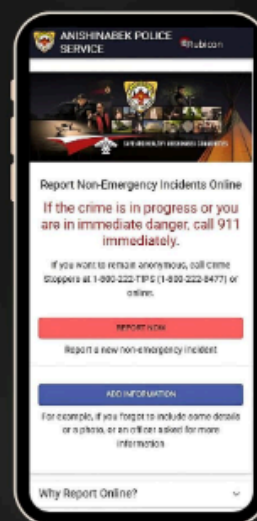 ANISHINABEK POLICE
SERVICE
Rubicon
Report Non-Emergency Incidents Online
If the crime is in progress or you
are in immediate danger, call 911
immediately.
If you want to remain anonymous, call Crime
Stoppers at 1-800-222-TIPS (1-800-222-8477) or
online.
REPORT NOW
Report a new non-emergency incident
ADD INFORMATION
For example, if you forgot to include some details
or a photo, or an officer asked for more
information
Why Report Online?